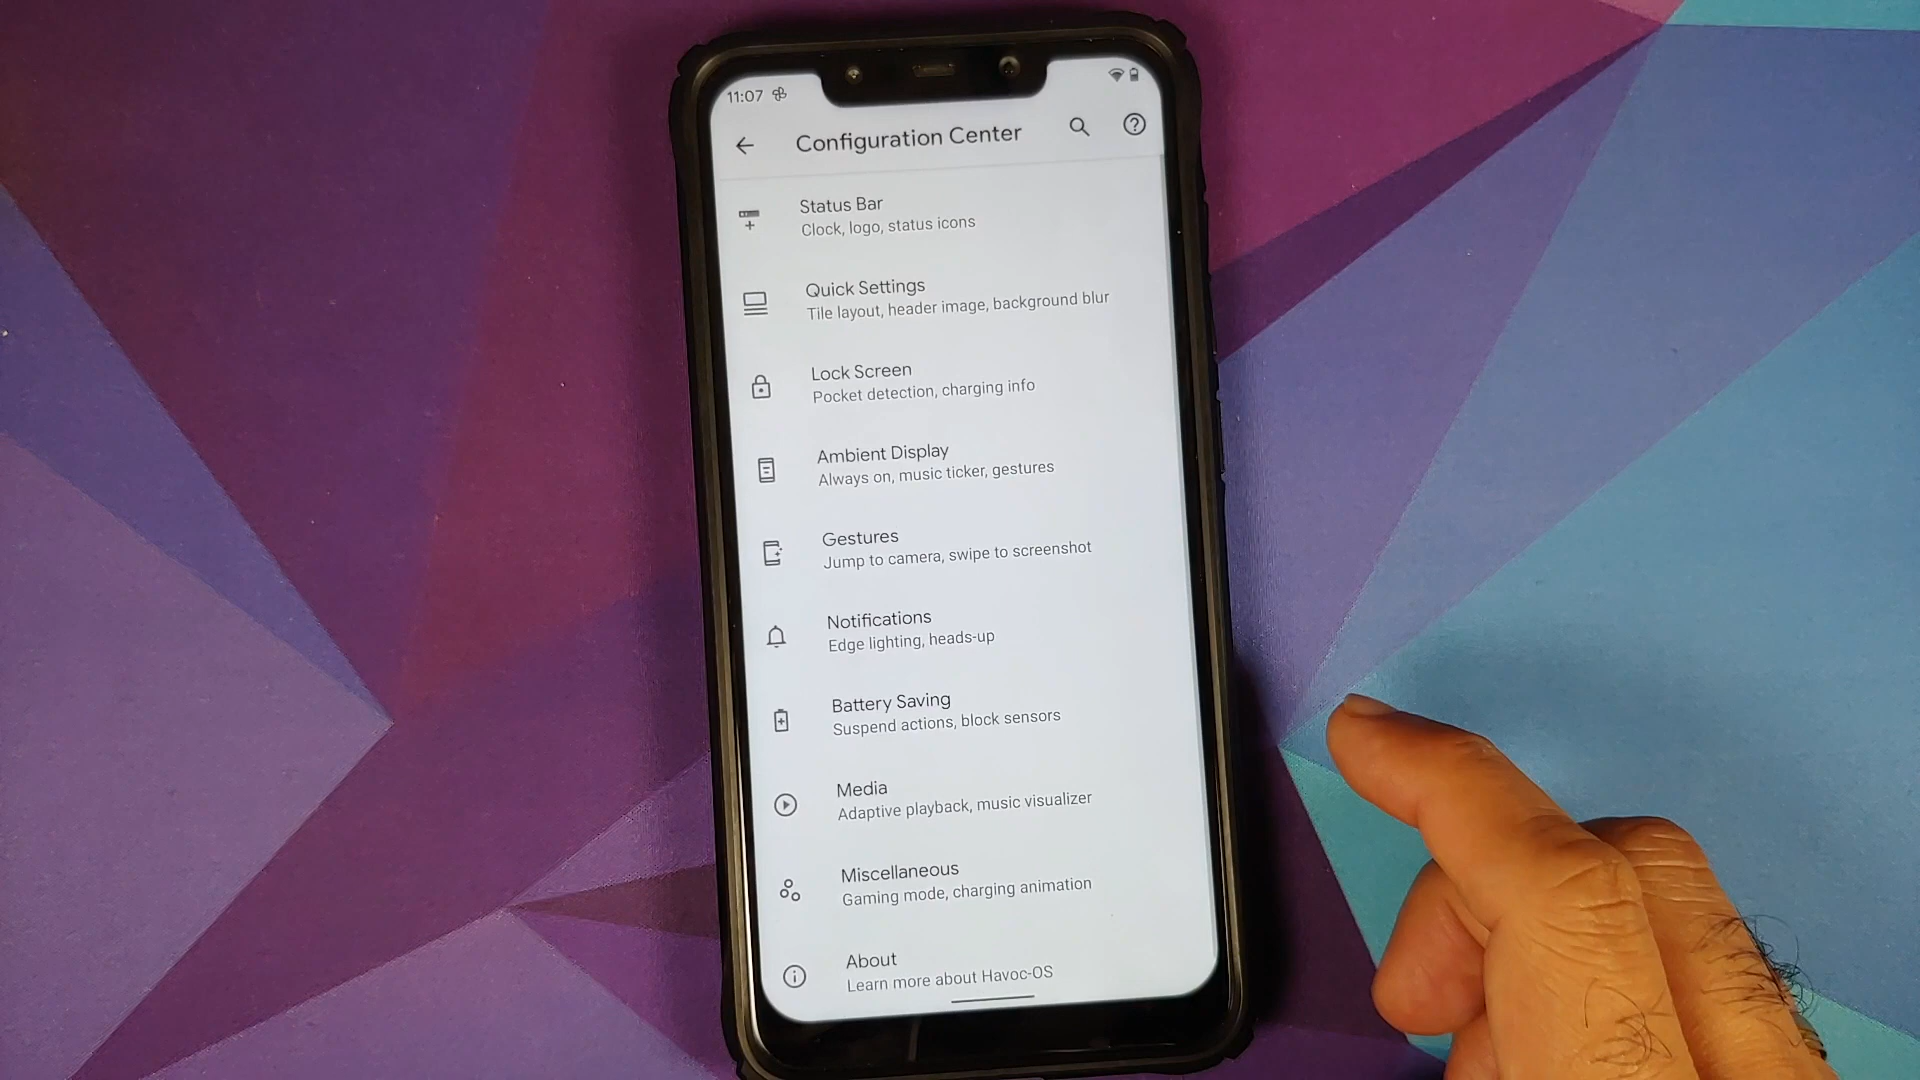 11:07
Configuration Center
Status Bar
Clock, logo, status icons
Quick Settings
Tile layout, header image, background blur
Lock Screen
Pocket detection, charging info
Ambient Display
Always on, music ticker, gestures
Gestures
Jump to camera, swipe to screenshot
Notifications
Edge lighting, heads-up
Battery Saving
Suspend actions, block sensors
Media
Adaptive playback, music visualizer
Miscellaneous
Gaming mode, charging animation
About
Learn more about Havoc-OS